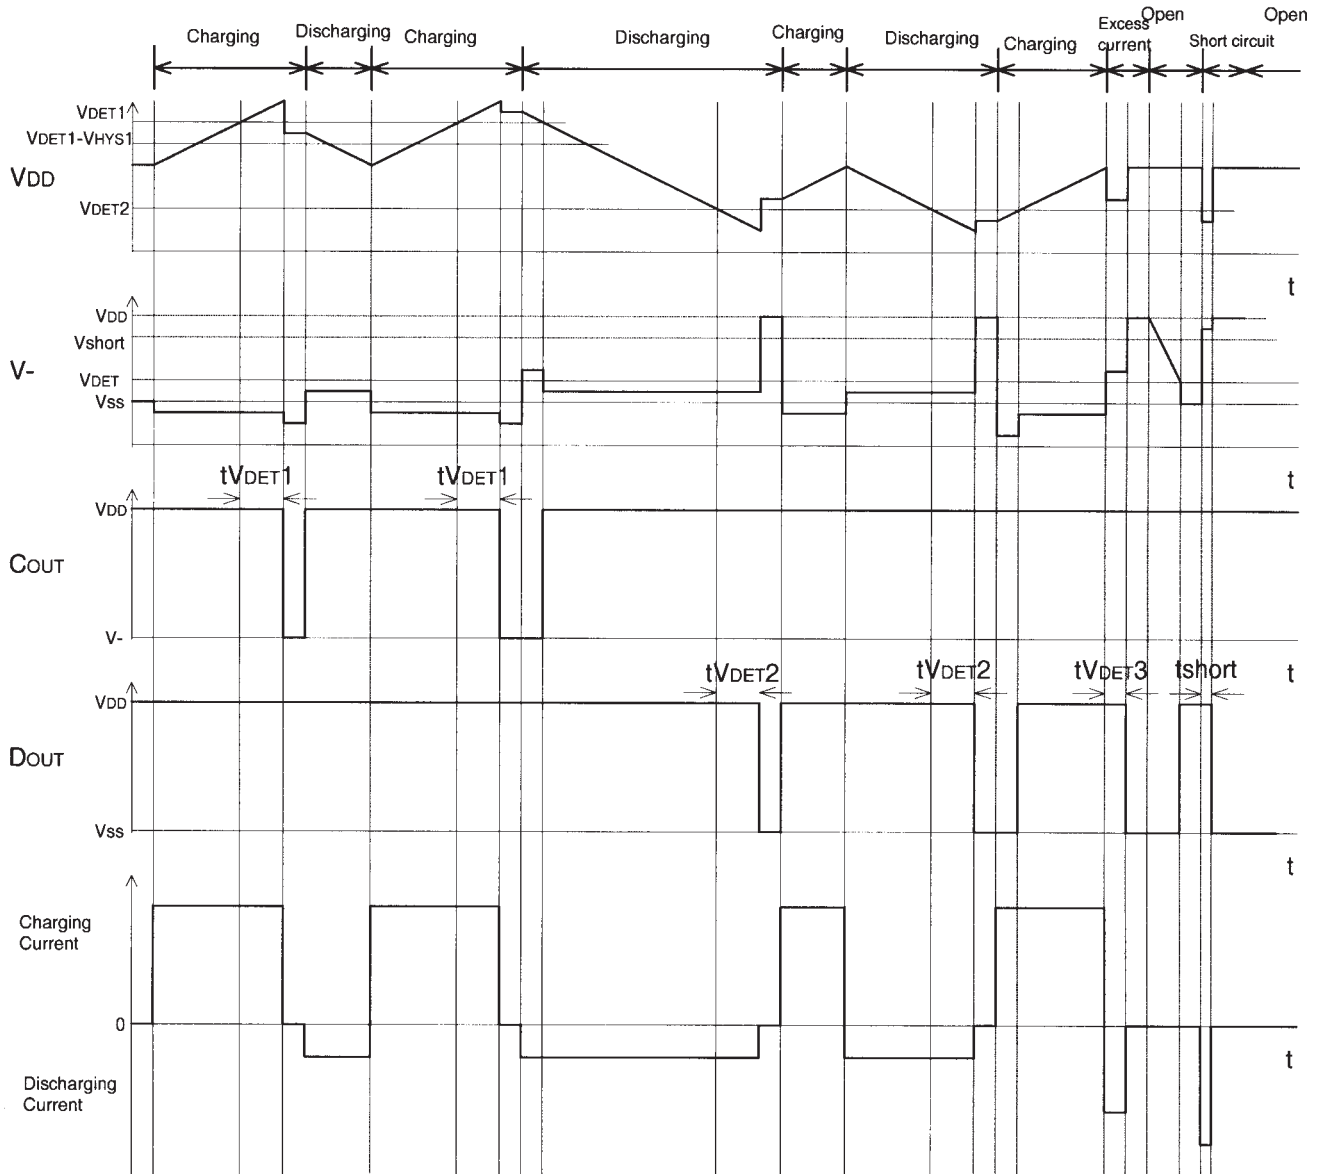 Charging
Discharging
Charging
Discharging
Charging
Discharging
Charging
Excess
current
Open
Short circuit
Open
VDET1
VDET1-VHYS1
VDD
VDET2
t
VDD
Vshort
V-
VDET
VSS
t
tVDET1
tVDET1
VDD
COUT
V-
t
tVDET2
tVDET2
tVDET3
tshort
VDD
DOUT
VSS
t
Charging
Current
0
t
Discharging
Current